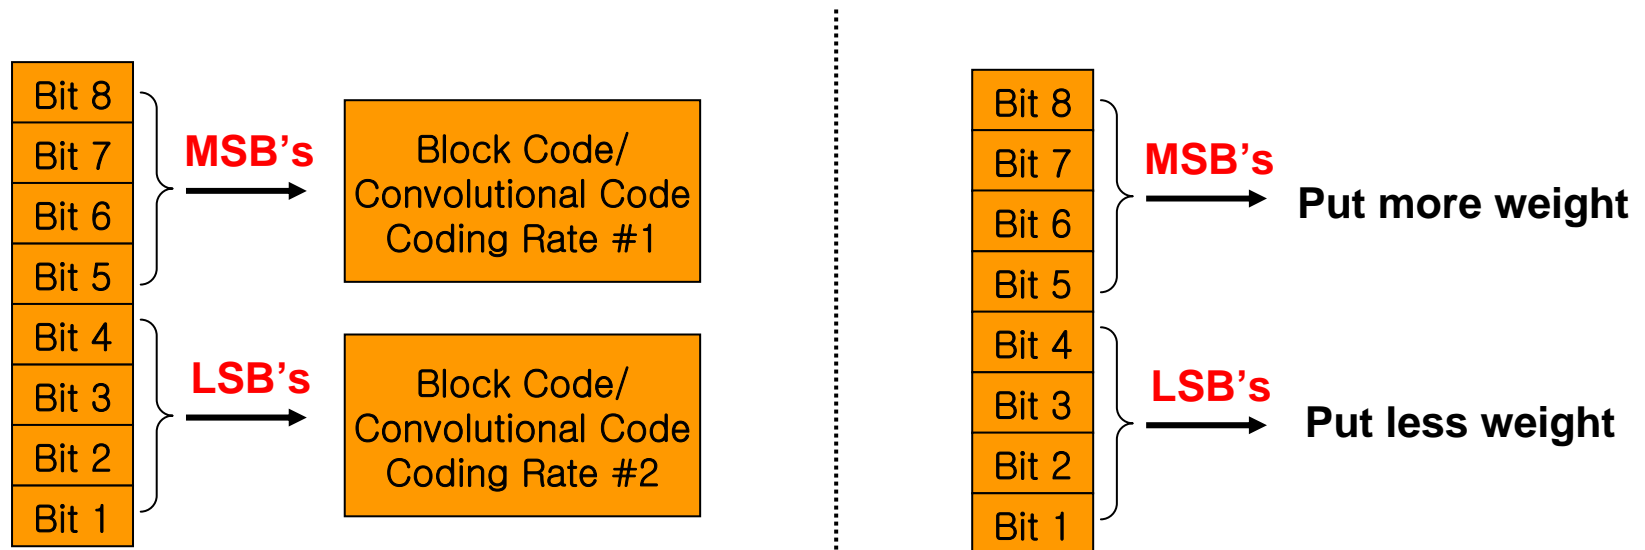 Bit 8
Bit 7
Bit 6
Bit 5
Bit 4
Bit 3
Bit 2
Bit 1
MSB's
LSB's
Block Code/
Convolutional Code
Coding Rate #1
Block Code/
Convolutional Code
Coding Rate #2
Bit 8
Bit 7
Bit 6
Bit 5
Bit 4
Bit 3
Bit 2
Bit 1
MSB's
Put more weight
LSB's
Put less weight